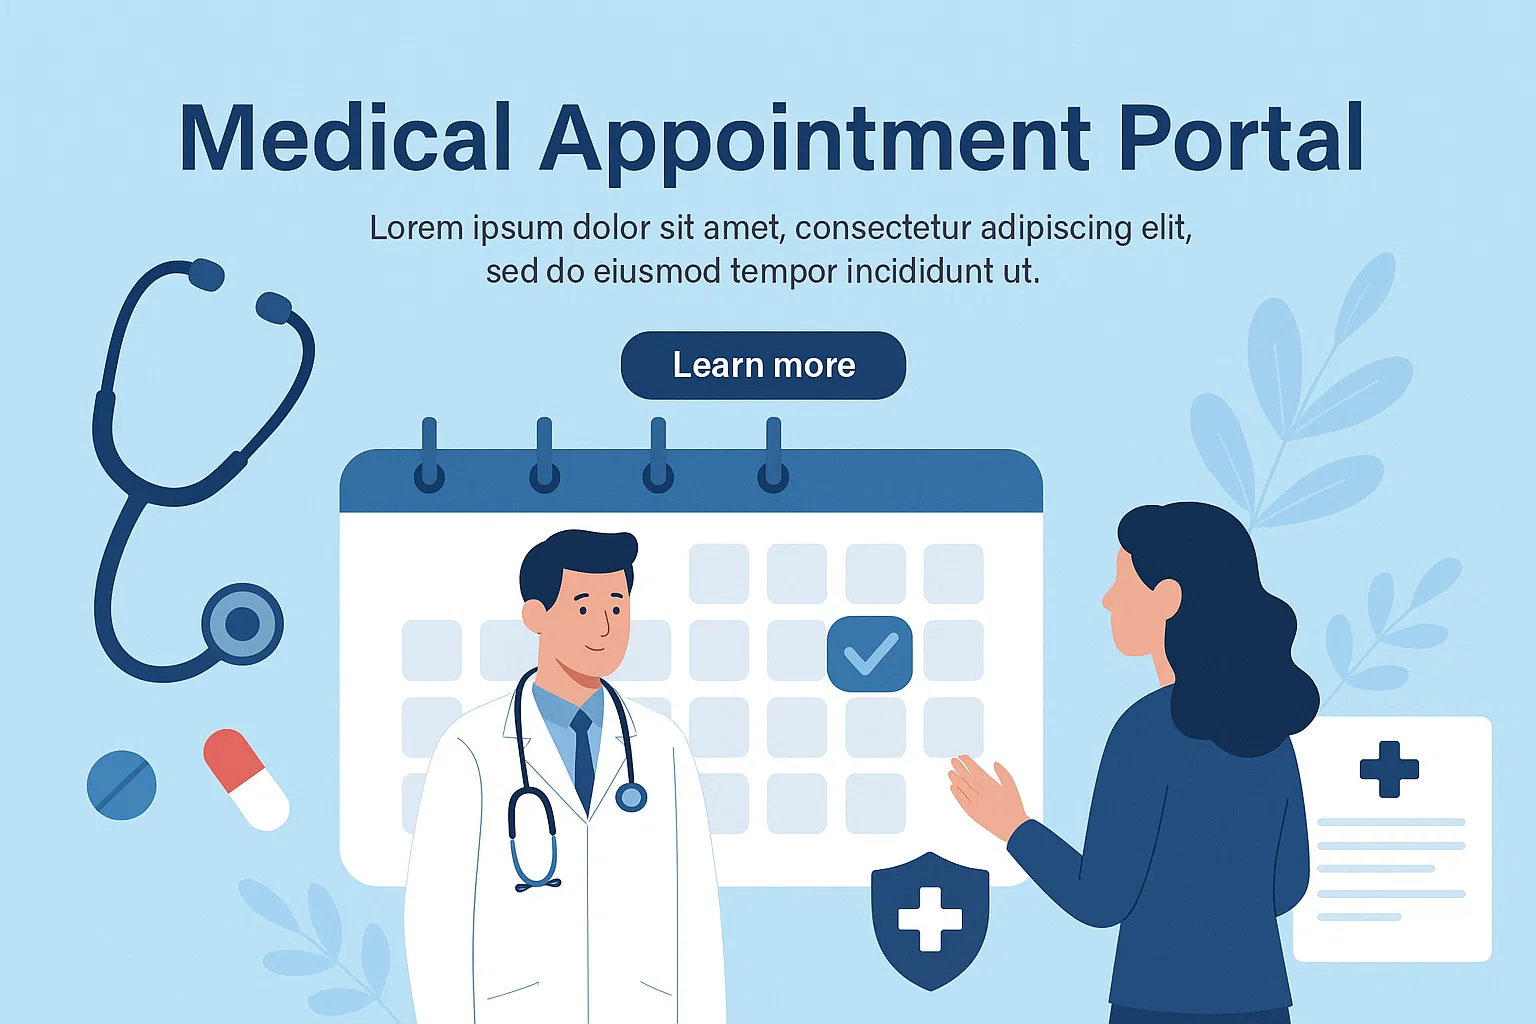 Medical Appointment Portal
Lorem ipsum dolor sit amet, consectetur adipiscing elit,
sed do eiusmod tempor incididunt ut.
Learn more